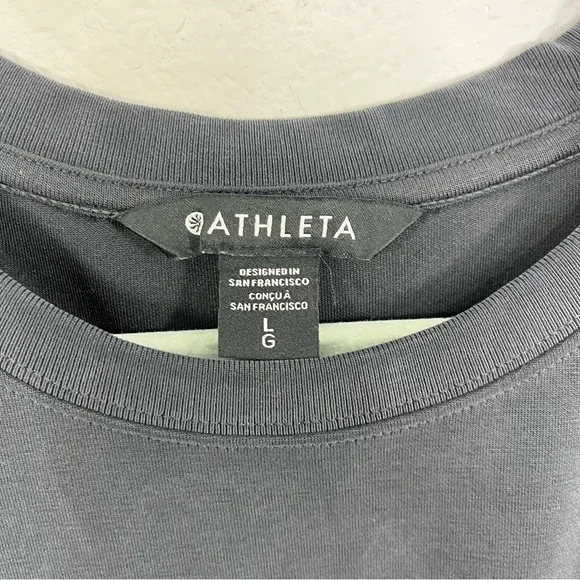 ATHLETA
DESIGNED IN
SAN FRANCISCO
CONÇU À
SAN FRANCISCO
L
G